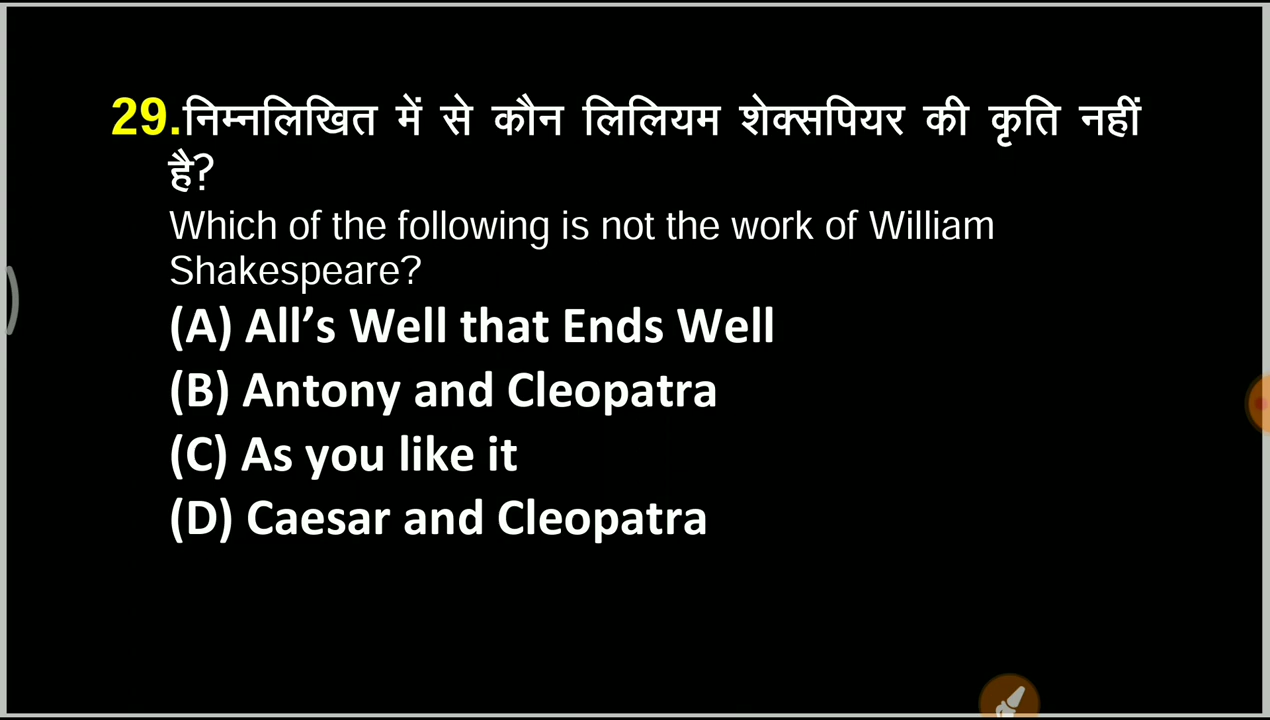 29.निम्नलिखित में से कौन लिलियम शेक्सपियर की कृति नहीं
है?
Which of the following is not the work of William
Shakespeare?
(A) All’s Well that Ends Well
(B) Antony and Cleopatra
(C) As you like it
(D) Caesar and Cleopatra